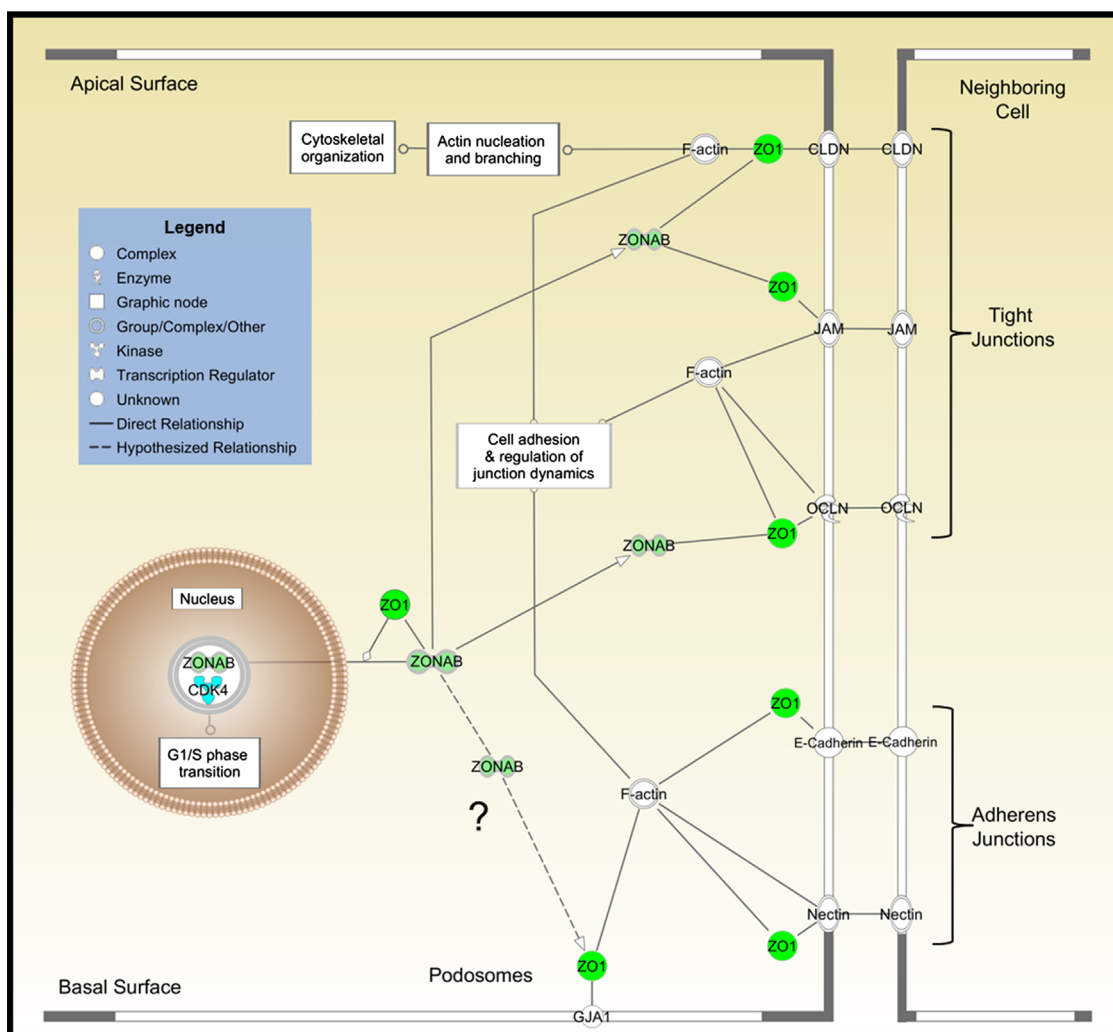 Apical Surface
Neighboring
Cell
Cytoskeletal
organization
Actin nucleation
and branching
F-actin
ZO1
CLDN
CLDN
Legend
Complex
Enzyme
Graphic node
Group/Complex/Other
Kinase
Transcription Regulator
Unknown
Direct Relationship
Hypothesized Relationship
ZONAB
ZO1
JAM
JAM
Tight
Junctions
F-actin
Cell adhesion
& regulation of
junction dynamics
OCLN
OCLN
ZO1
ZONAB
Nucleus
ZO1
ZONAB
CDK4
ZONAB
G1/S phase
transition
ZO1
E-Cadherin
E-Cadherin
ZONAB
?
F-actin
Adherens
Junctions
Nectin
Nectin
ZO1
Podosomes
ZO1
Basal Surface
GJA1